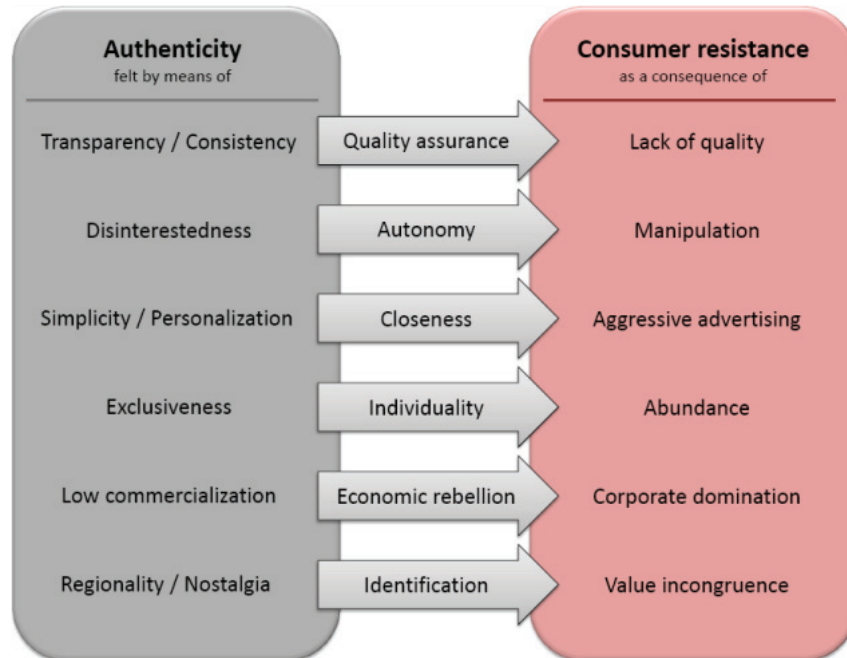 Authenticity
felt by means of
Consumer resistance
as a consequence of
Transparency / Consistency
Quality assurance
Lack of quality
Disinterestedness
Autonomy
Manipulation
Simplicity / Personalization
Closeness
Aggressive advertising
Exclusiveness
Individuality
Abundance
Low commercialization
Economic rebellion
Corporate domination
Regionality / Nostalgia
Identification
Value incongruence